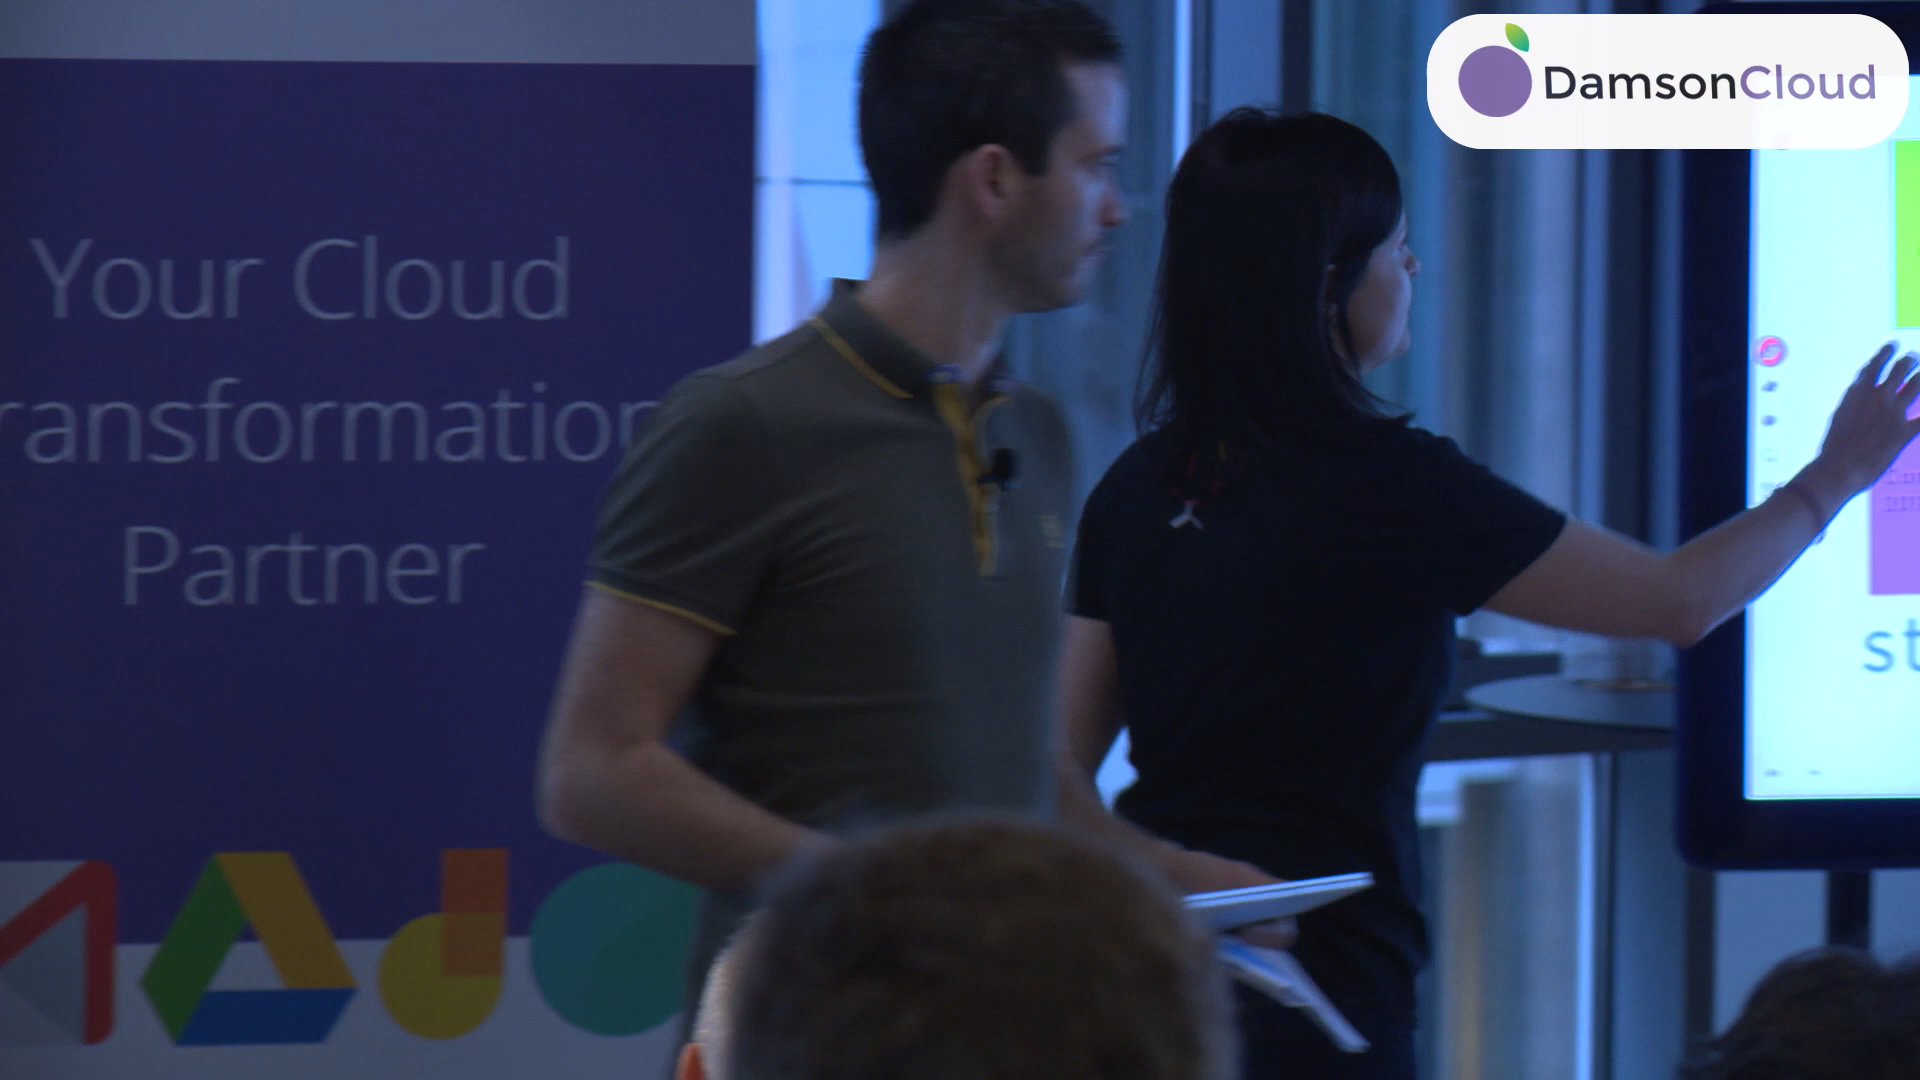 DamsonCloud
Your Cloud
ransformation
Partner
st